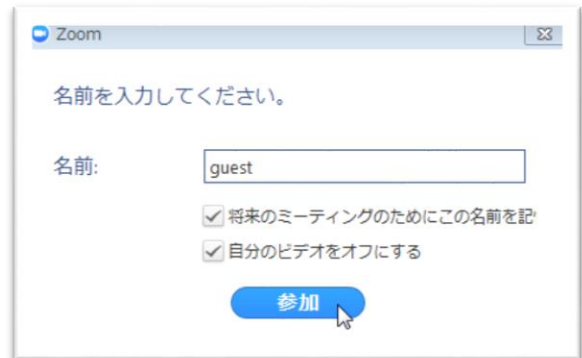 Zoom
名前を入力してください。
名前:
guest
将来のミーティングのためにこの名前を記
自分のビデオをオフにする
参加